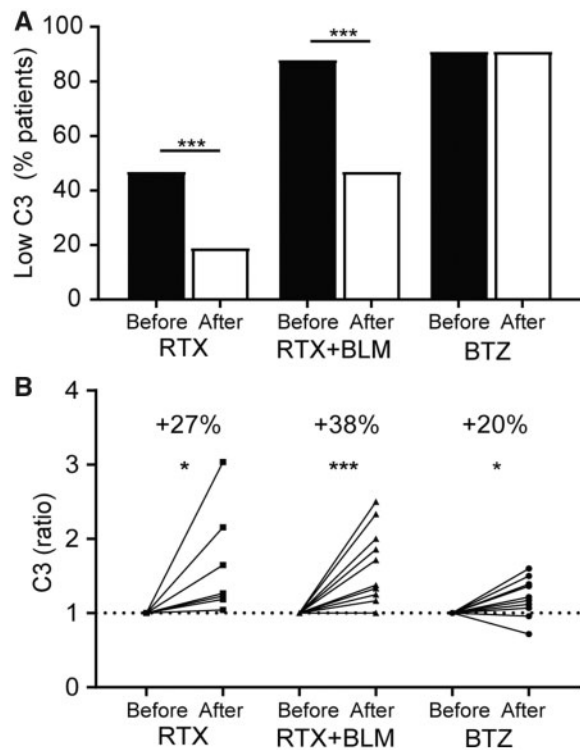 A
Low C3 (% patients)
100
80
60
40
20
0
***
***
Before After Before After Before After
RTX RTX+BLM BTZ
B
C3 (ratio)
4
3
2
1
0
+27% +38% +20%
* *** *
Before After Before After Before After
RTX RTX+BLM BTZ